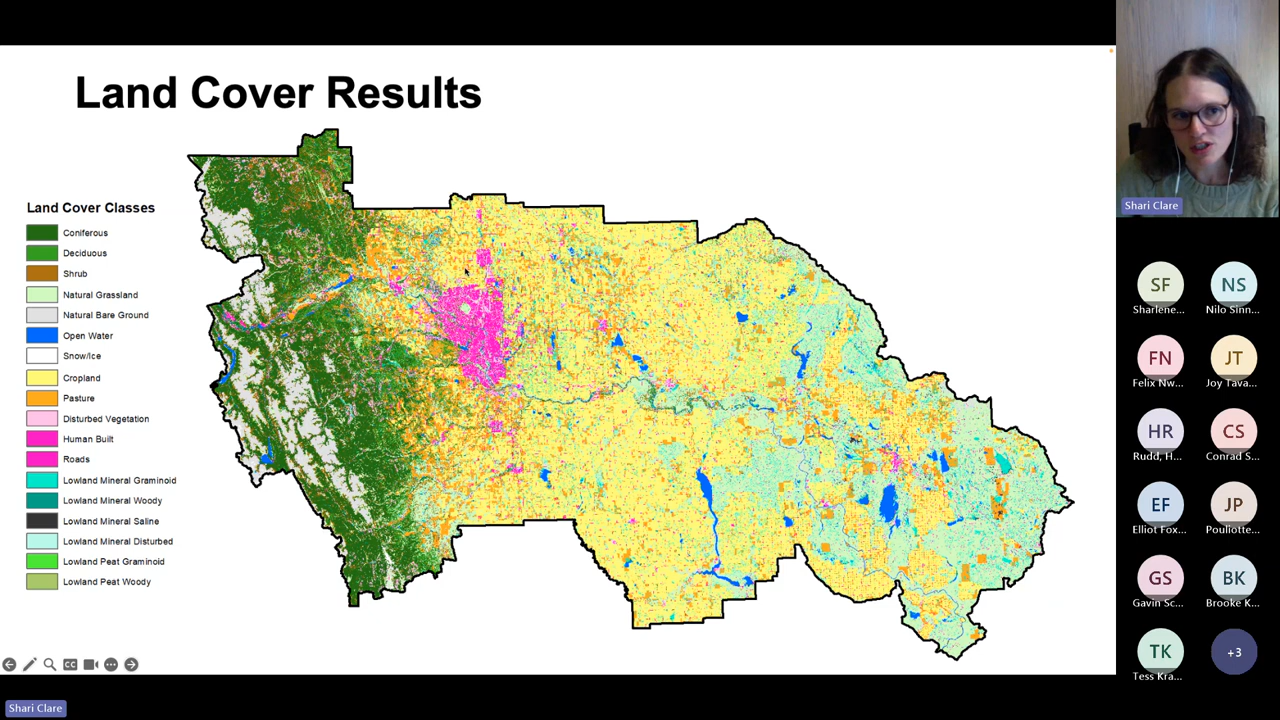 Land Cover Results
Land Cover Classes
Coniferous
Deciduous
Shrub
Natural Grassland
Natural Bare Ground
Open Water
Snow/Ice
Cropland
Pasture
Disturbed Vegetation
Human Built
Roads
Lowland Mineral Graminoid
Lowland Mineral Woody
Lowland Mineral Saline
Lowland Mineral Disturbed
Lowland Peat Graminoid
Lowland Peat Woody
CC
Shari Clare
Shari Clare
SF NS
Sharlene... Nilo Sinn...
FN JT
Felix Nw... Joy Tava...
HR CS
Rudd, H... Conrad S...
EF JP
Elliot Fox... Pouliotte...
GS BK
Gavin Sc... Brooke K...
TK +3
Tess Kra...